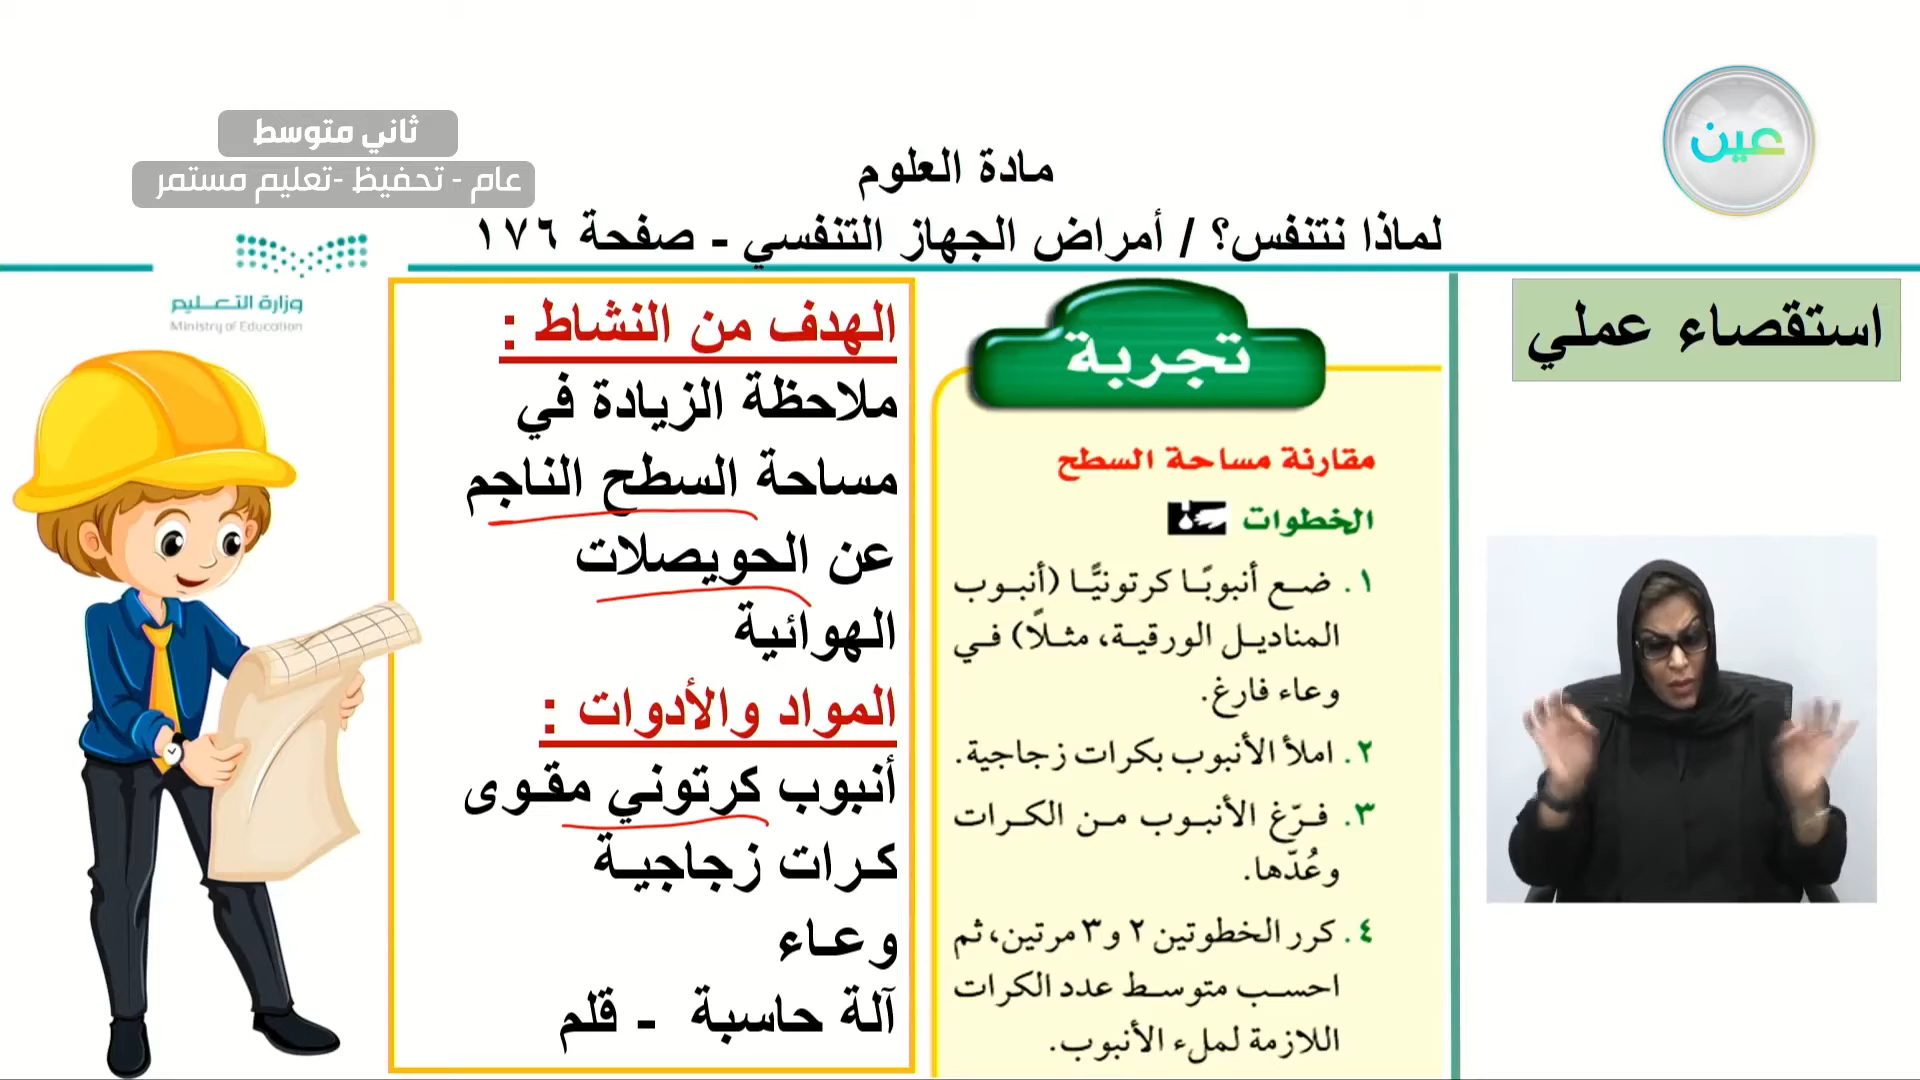 ثاني متوسط
عام - تحفيظ -تعليم مستمر
عين
مادة العلوم
لماذا نتنفس؟ / أمراض الجهاز التنفسي - صفحة ١٧٦
وزارة التعليم
Ministry of Education
استقصاء عملي
تجربة
مقارنة مساحة السطح
الخطوات
١. ضع أنبوبًا كرتونيًّا (أنبوب
المناديل الورقية، مثلًا) في
وعاء فارغ.
٢. املأ الأنبوب بكرات زجاجية.
٣. فرّغ الأنبوب من الكرات
وعُدّها.
٤. كرر الخطوتين ٢ و٣ مرتين، ثم
احسب متوسط عدد الكرات
اللازمة لملء الأنبوب.
الهدف من النشاط :
ملاحظة الزيادة في
مساحة السطح الناجم
عن الحويصلات
الهوائية
المواد والأدوات :
أنبوب كرتوني مقوى
كرات زجاجية
وعاء
آلة حاسبة - قلم